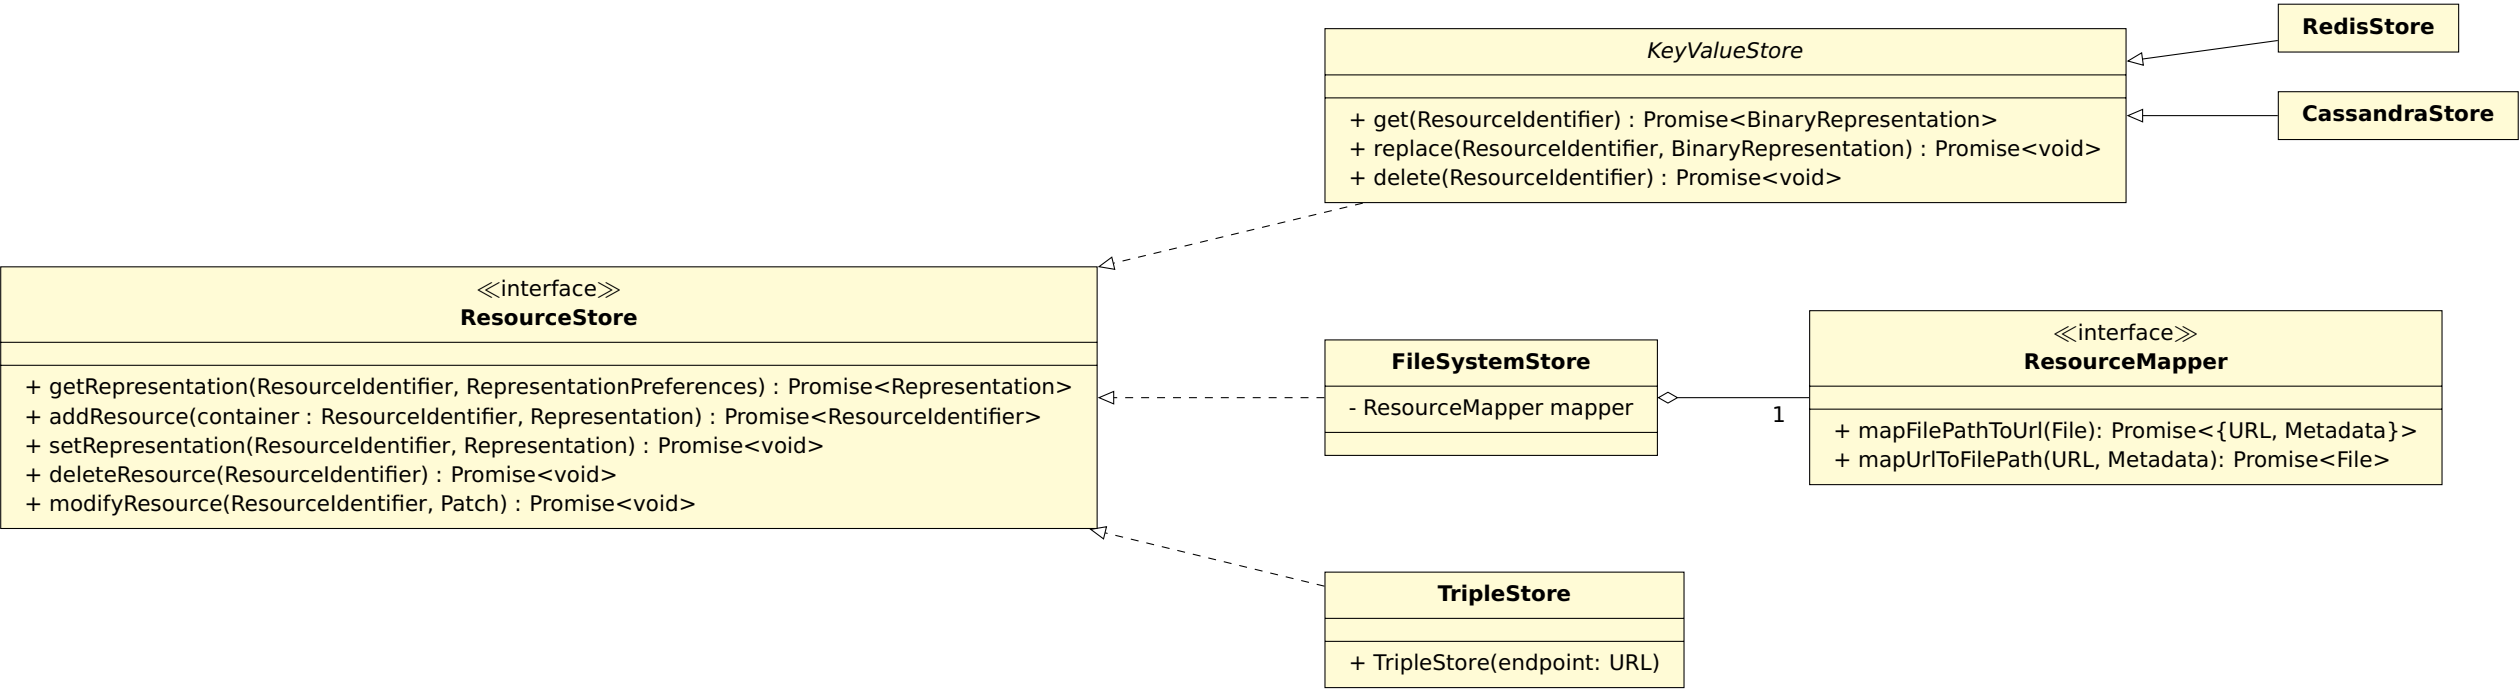 RedisStore
KeyValueStore
CassandraStore
+ get(ResourceIdentifier) : Promise<BinaryRepresentation>
+ replace(ResourceIdentifier, BinaryRepresentation) : Promise<void>
+ delete(ResourceIdentifier) : Promise<void>
≪interface≫
ResourceStore
+ getRepresentation(ResourceIdentifier, RepresentationPreferences) : Promise<Representation>
+ addResource(container : ResourceIdentifier, Representation) : Promise<ResourceIdentifier>
+ setRepresentation(ResourceIdentifier, Representation) : Promise<void>
+ deleteResource(ResourceIdentifier) : Promise<void>
+ modifyResource(ResourceIdentifier, Patch) : Promise<void>
FileSystemStore
- ResourceMapper mapper
1
≪interface≫
ResourceMapper
+ mapFilePathToUrl(File): Promise<{URL, Metadata}>
+ mapUrlToFilePath(URL, Metadata): Promise<File>
TripleStore
+ TripleStore(endpoint: URL)